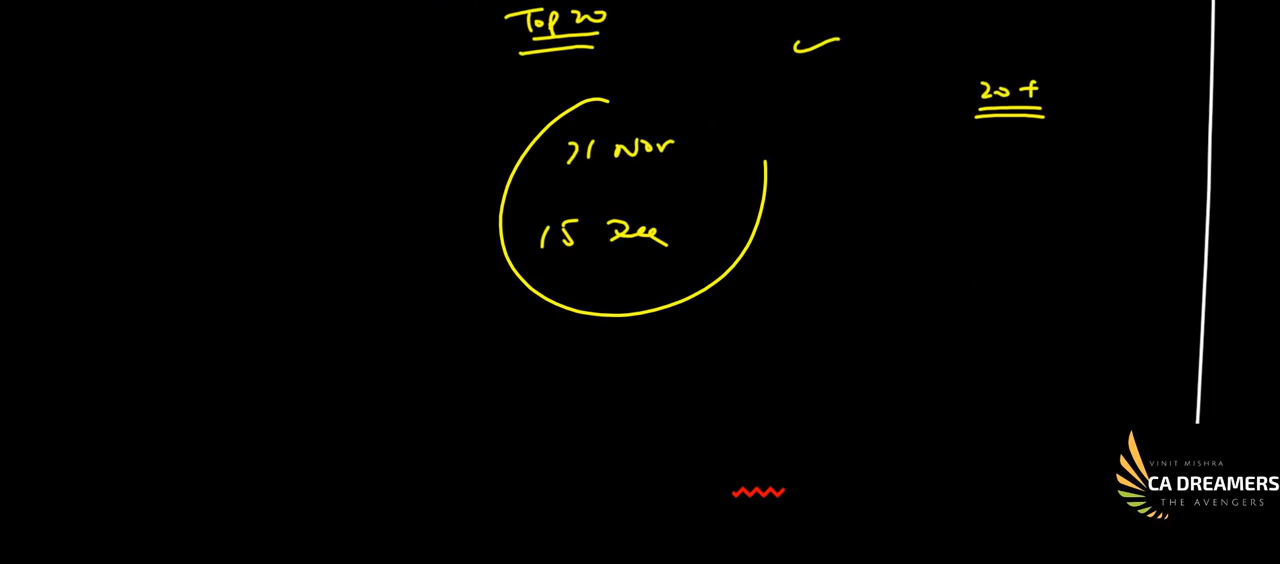 Top 20
20 +
21 Nov
15 Dec
VINIT MISHRA
CA DREAMERS
THE AVENGERS